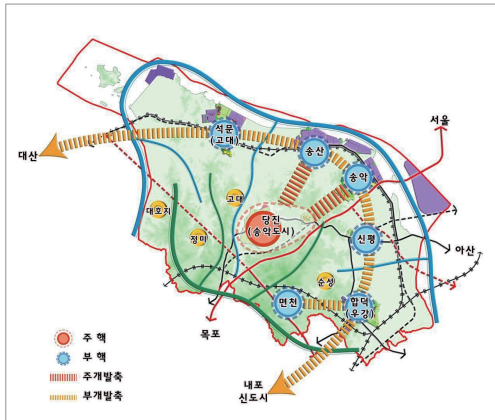 서울
석문
(고대)
송산
대산
송악
고대
대호지
당진
(송악도시)
정미
신평
아산
순성
면천
합덕
(우강)
목포
주 핵
부 핵
주개발축
부개발축
내포
신도시